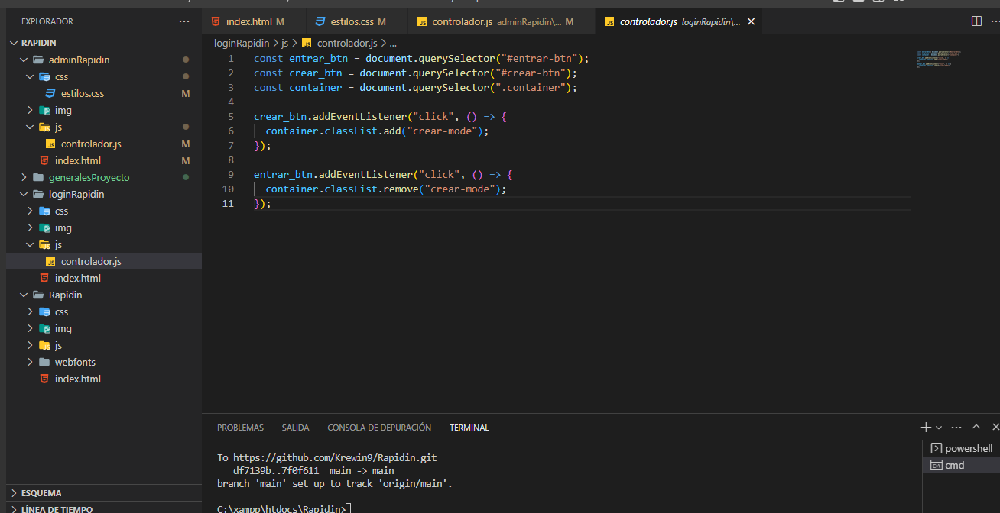 EXPLORADOR
RAPIDIN
adminRapidin
css
estilos.css M
img
js
controlador.js M
index.html M
generalesProyecto
loginRapidin
css
img
js
controlador.js
index.html
Rapidin
css
img
js
webfonts
index.html
ESQUEMA
LÍNEA DE TIEMPO
index.html M
estilos.css M
controlador.js adminRapidin\... M
controlador.js loginRapidin\...
loginRapidin > js > controlador.js > ...
1 const entrar_btn = document.querySelector("#entrar-btn");
2 const crear_btn = document.querySelector("#crear-btn");
3 const container = document.querySelector(".container");
4
5 crear_btn.addEventListener("click", () => {
6 container.classList.add("crear-mode");
7 });
8
9 entrar_btn.addEventListener("click", () => {
10 container.classList.remove("crear-mode");
11 });
PROBLEMAS SALIDA CONSOLA DE DEPURACIÓN TERMINAL
To https://github.com/Krewin9/Rapidin.git
df7139b..7f0f611 main -> main
branch 'main' set up to track 'origin/main'.
C:\xampp\htdocs\Rapidin>
powershell
cmd